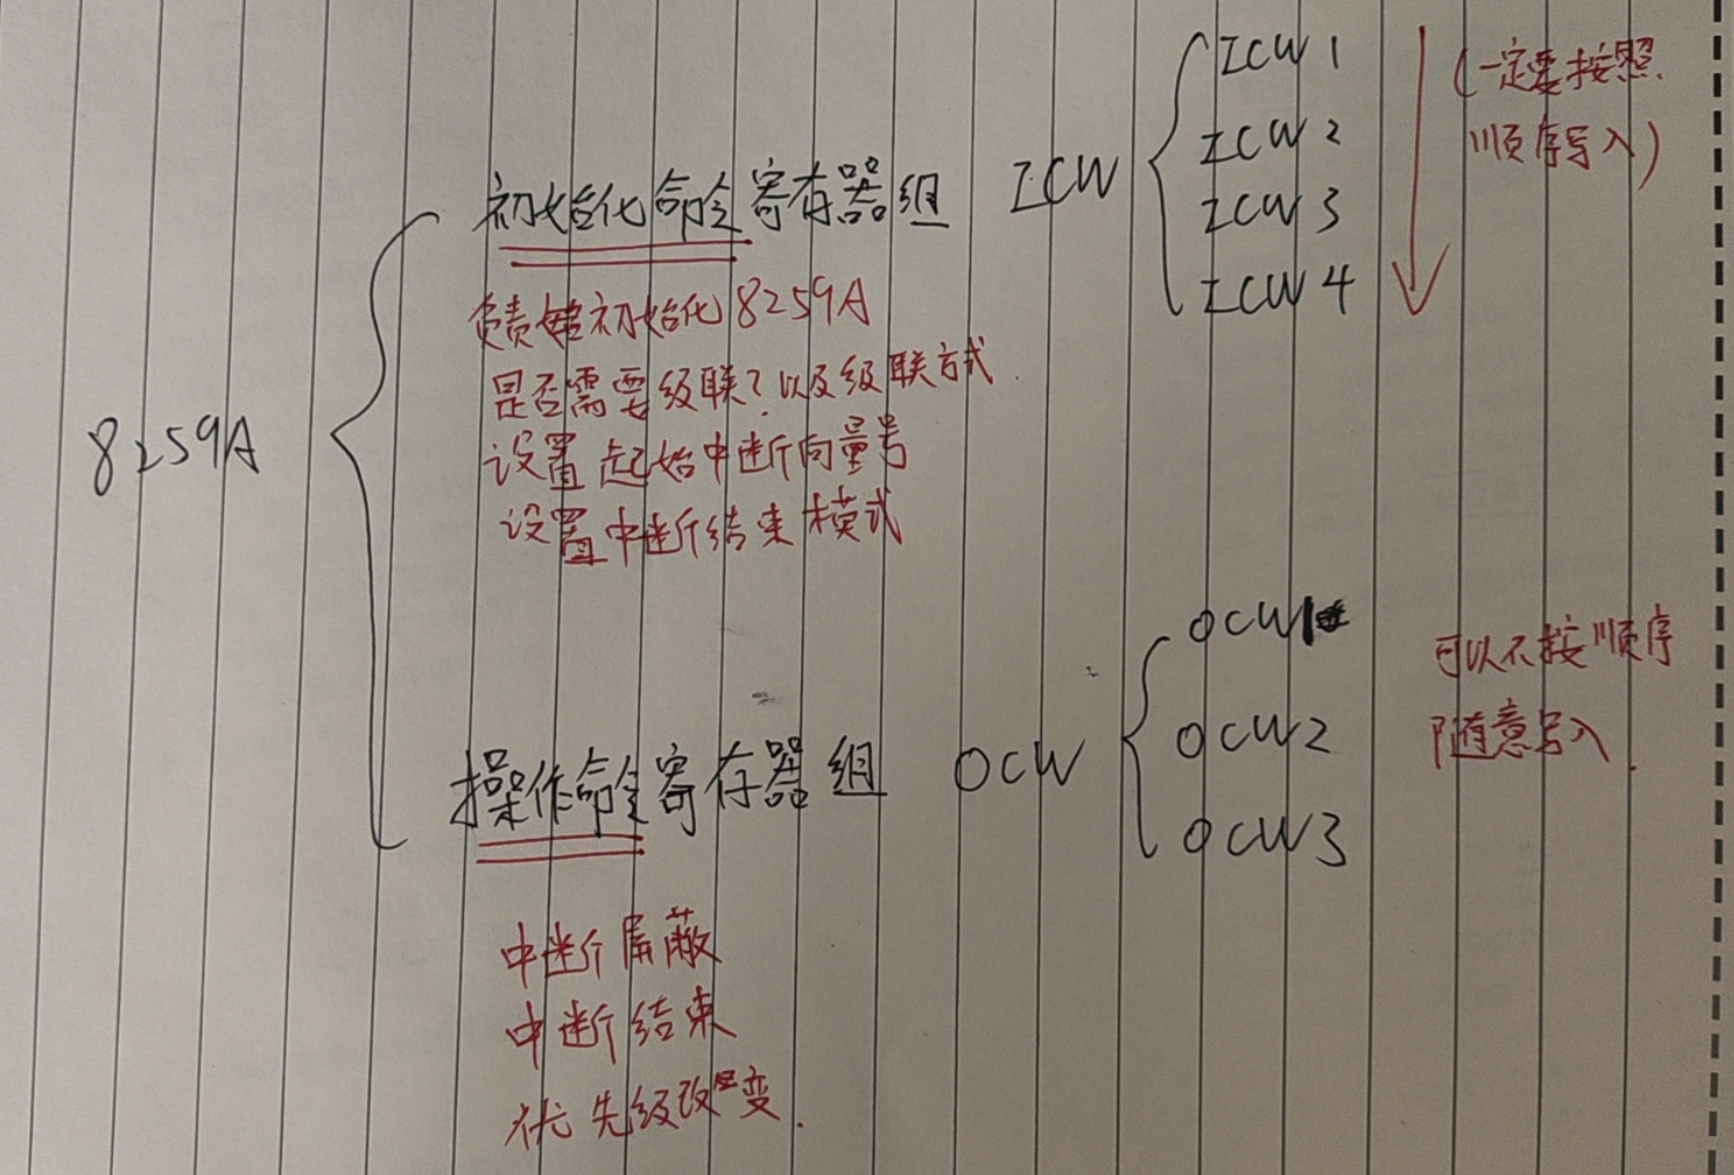 8259A
初始化命令寄存器组 ICW
ICW 1
ICW 2
ICW 3
ICW 4
(一定要按照
顺序写入)
负责初始化8259A
是否需要级联?以及级联方式.
设置起始中断向量号
设置中断结束模式
操作命令寄存器组 OCW
OCW1
OCW2
OCW3
可以不按顺序
随意写入.
中断屏蔽
中断结束
优先级改变.